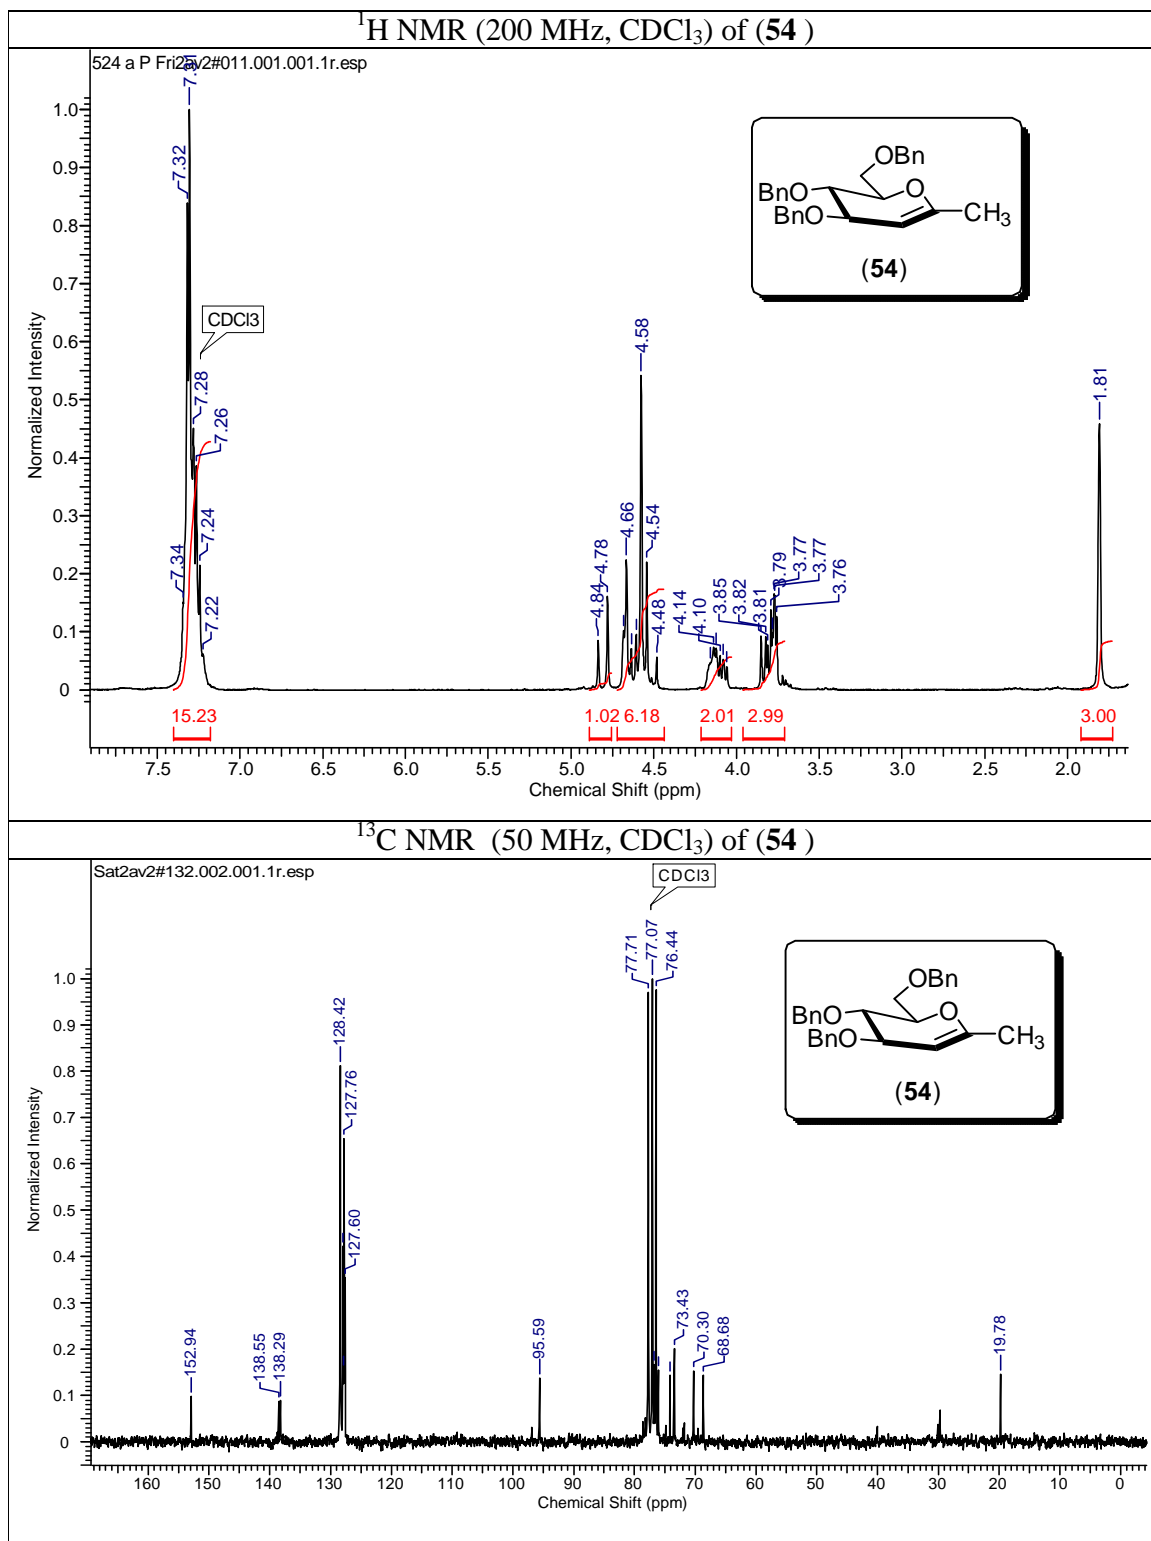 ¹H NMR (200 MHz, CDCl₃) of (54 )
524 a P Fri2av2#011.001.001.1r.esp
7.31
7.32
CDCl3
7.28
7.26
7.24
7.34
7.22
4.84
4.78
4.66
4.58
4.54
4.48
4.14
4.10
3.85
3.82
3.81
3.79
3.77
3.77
3.76
1.81
OBn
BnO
BnO
O
CH₃
(54)
1.0
0.9
0.8
0.7
0.6
0.5
0.4
0.3
0.2
0.1
0
Normalized Intensity
15.23 1.02 6.18 2.01 2.99 3.00
7.5 7.0 6.5 6.0 5.5 5.0 4.5 4.0 3.5 3.0 2.5 2.0
Chemical Shift (ppm)
¹³C NMR (50 MHz, CDCl₃) of (54 )
Sat2av2#132.002.001.1r.esp
CDCl3
77.71
77.07
76.44
128.42
127.76
127.60
152.94
138.55
138.29
95.59
73.43
70.30
68.68
19.78
OBn
BnO
BnO
O
CH₃
(54)
1.0
0.9
0.8
0.7
0.6
0.5
0.4
0.3
0.2
0.1
0
Normalized Intensity
160 150 140 130 120 110 100 90 80 70 60 50 40 30 20 10 0
Chemical Shift (ppm)